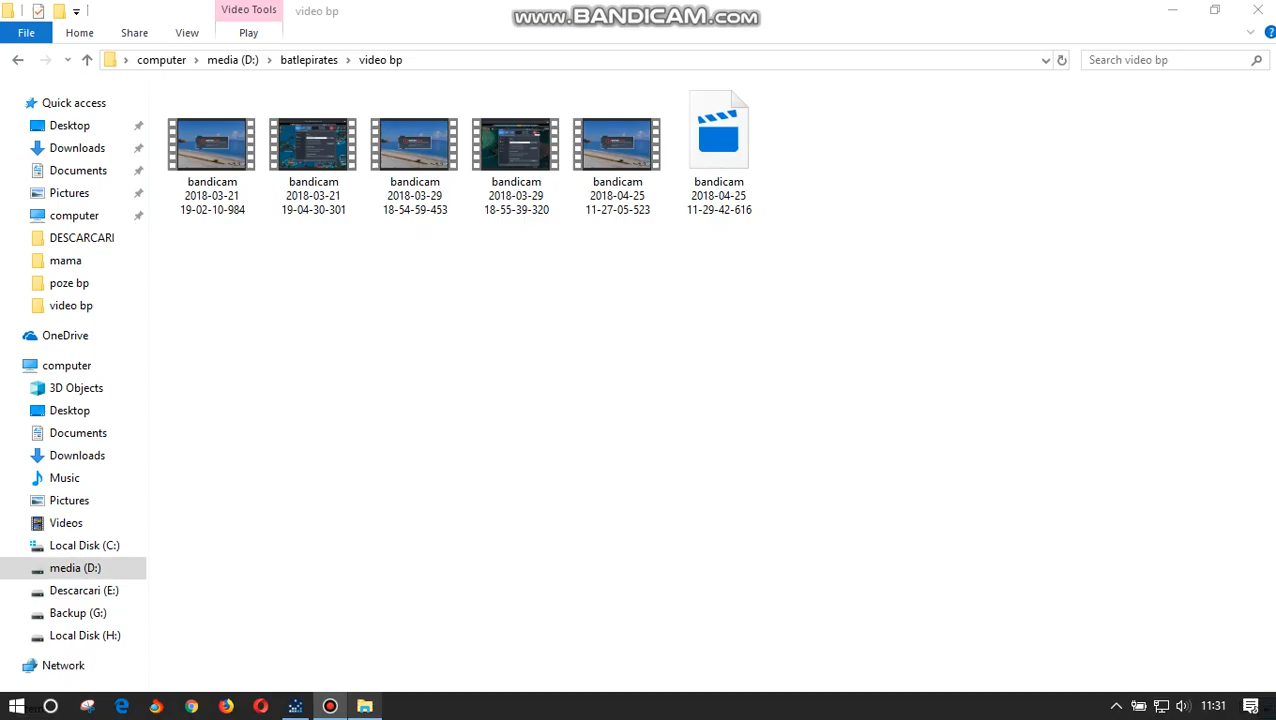 Video Tools
video bp
www.BANDICAM.com
File
Home
Share
View
Play
computer
media (D:)
batlepirates
video bp
Search video bp
Quick access
Desktop
Downloads
Documents
Pictures
computer
DESCARCARI
mama
poze bp
video bp
OneDrive
computer
3D Objects
Desktop
Documents
Downloads
Music
Pictures
Videos
Local Disk (C:)
media (D:)
Descarcari (E:)
Backup (G:)
Local Disk (H:)
Network
bandicam
2018-03-21
19-02-10-984
bandicam
2018-03-21
19-04-30-301
bandicam
2018-03-29
18-54-59-453
bandicam
2018-03-29
18-55-39-320
bandicam
2018-04-25
11-27-05-523
bandicam
2018-04-25
11-29-42-616
11:31